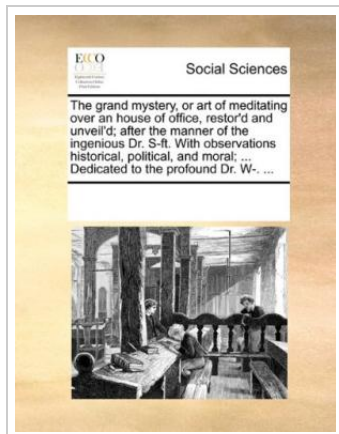 ECCO
Social Sciences
The grand mystery, or art of meditating
over an house of office, restor'd and
unveil'd; after the manner of the
ingenious Dr. S-ft. With observations
historical, political, and moral; ...
Dedicated to the profound Dr. W-. ...